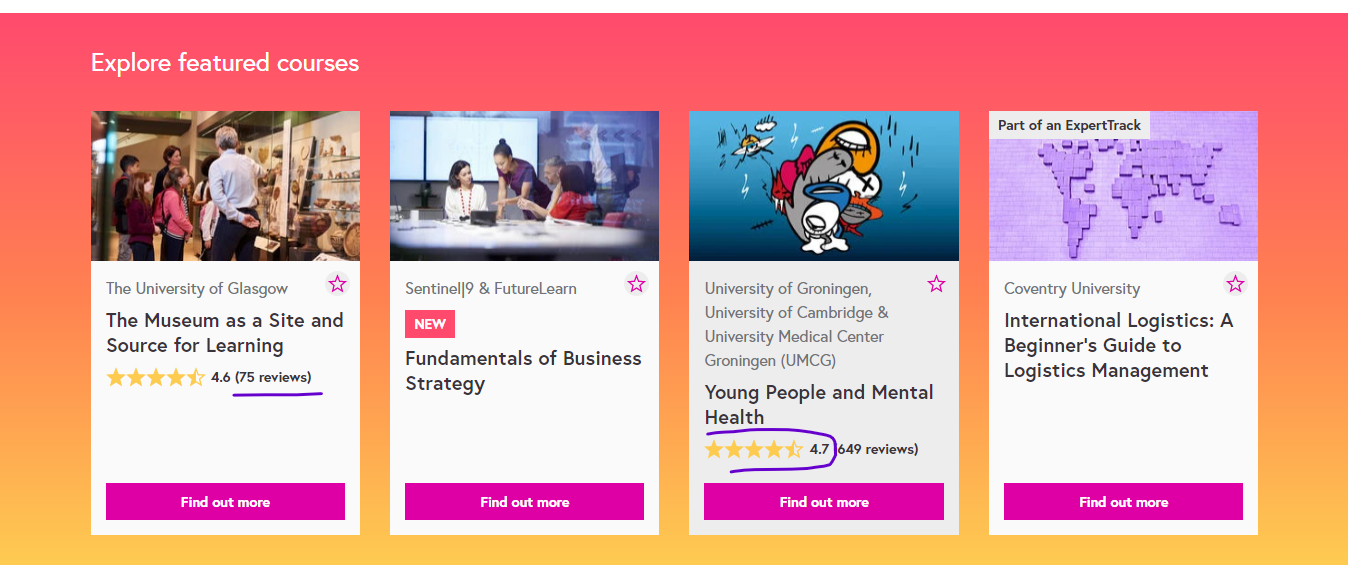 Explore featured courses
Part of an ExpertTrack
The University of Glasgow
The Museum as a Site and
Source for Learning
4.6 (75 reviews)
Find out more
Sentinel|9 & FutureLearn
NEW
Fundamentals of Business
Strategy
Find out more
University of Groningen,
University of Cambridge &
University Medical Center
Groningen (UMCG)
Young People and Mental
Health
4.7 (649 reviews)
Find out more
Coventry University
International Logistics: A
Beginner's Guide to
Logistics Management
Find out more